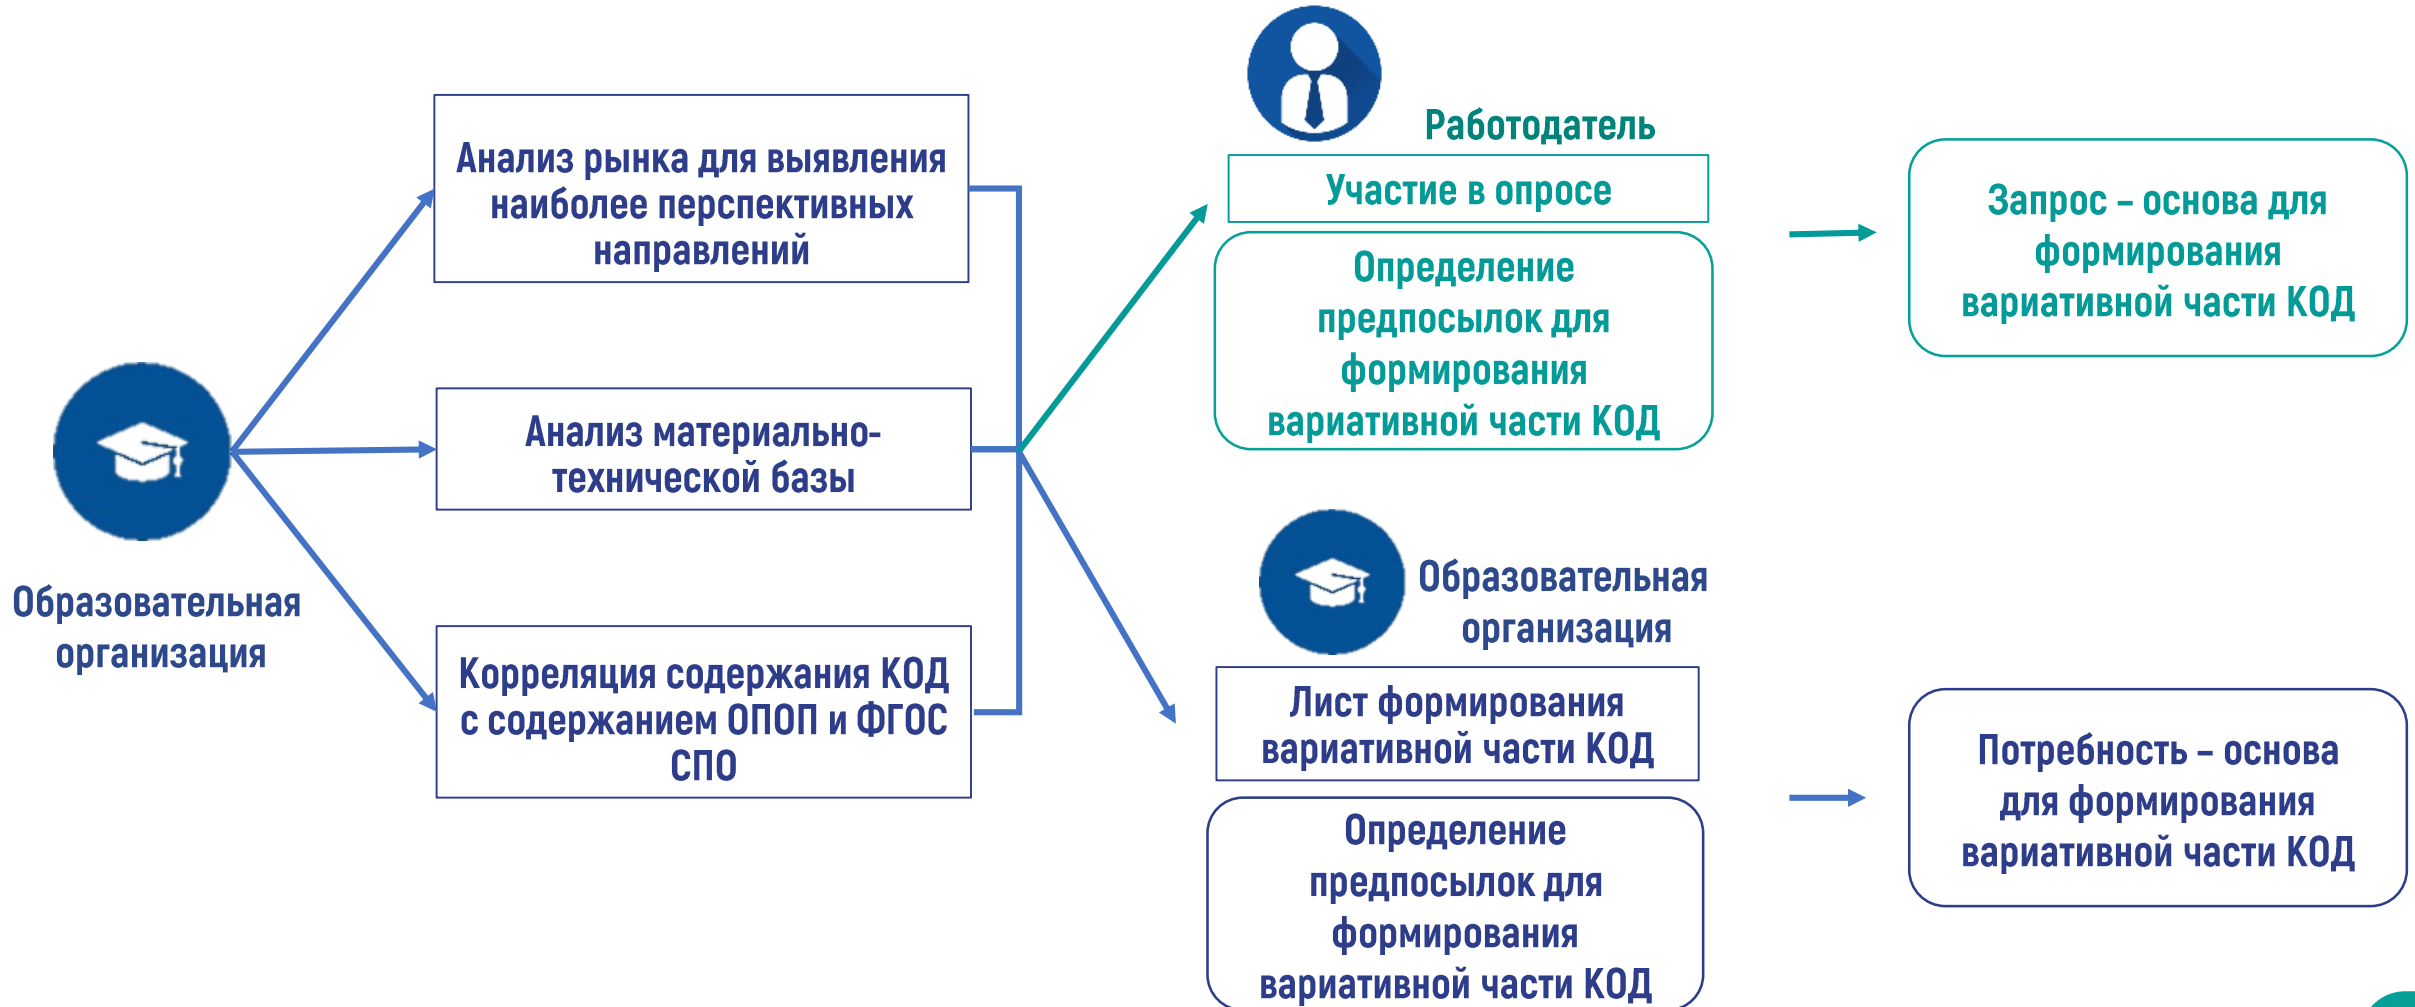 Образовательная
организация
Анализ рынка для выявления
наиболее перспективных
направлений
Анализ материально-
технической базы
Корреляция содержания КОД
с содержанием ОПОП и ФГОС
СПО
Работодатель
Участие в опросе
Определение
предпосылок для
формирования
вариативной части КОД
Запрос – основа для
формирования
вариативной части КОД
Образовательная
организация
Лист формирования
вариативной части КОД
Определение
предпосылок для
формирования
вариативной части КОД
Потребность – основа
для формирования
вариативной части КОД